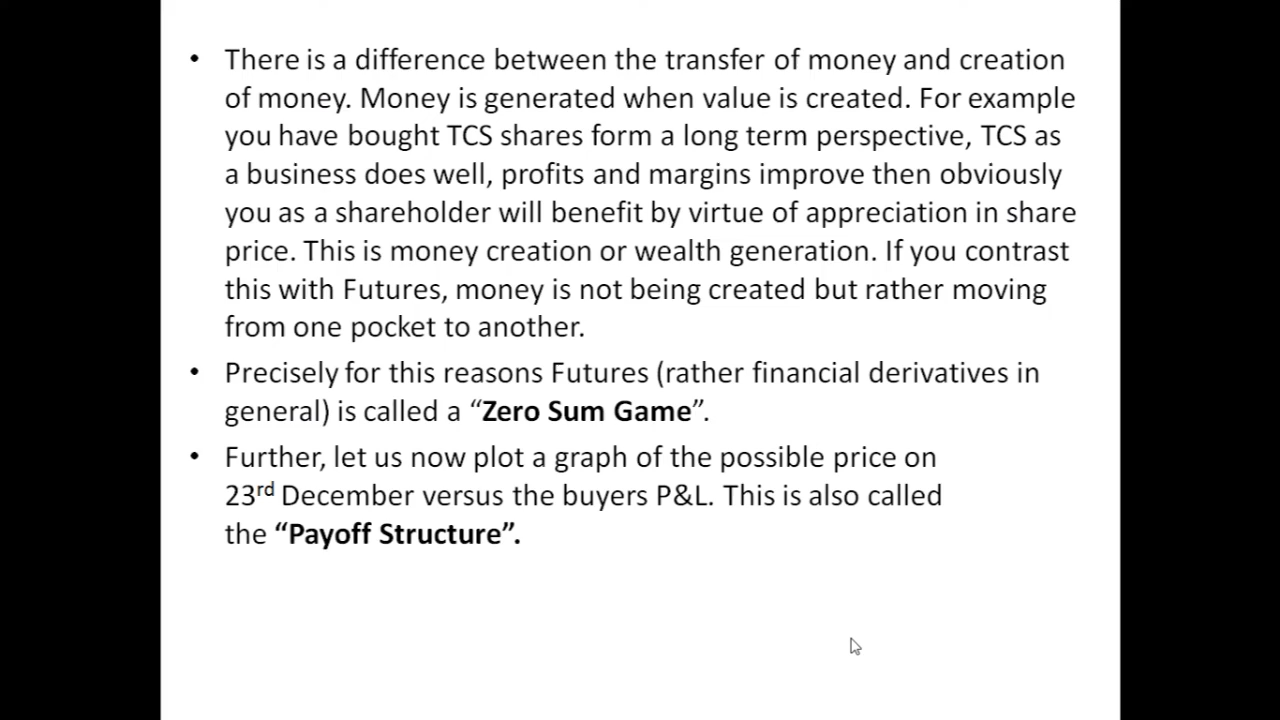 • There is a difference between the transfer of money and creation
of money. Money is generated when value is created. For example
you have bought TCS shares form a long term perspective, TCS as
a business does well, profits and margins improve then obviously
you as a shareholder will benefit by virtue of appreciation in share
price. This is money creation or wealth generation. If you contrast
this with Futures, money is not being created but rather moving
from one pocket to another.
• Precisely for this reasons Futures (rather financial derivatives in
general) is called a “Zero Sum Game”.
• Further, let us now plot a graph of the possible price on
23rd December versus the buyers P&L. This is also called
the “Payoff Structure”.